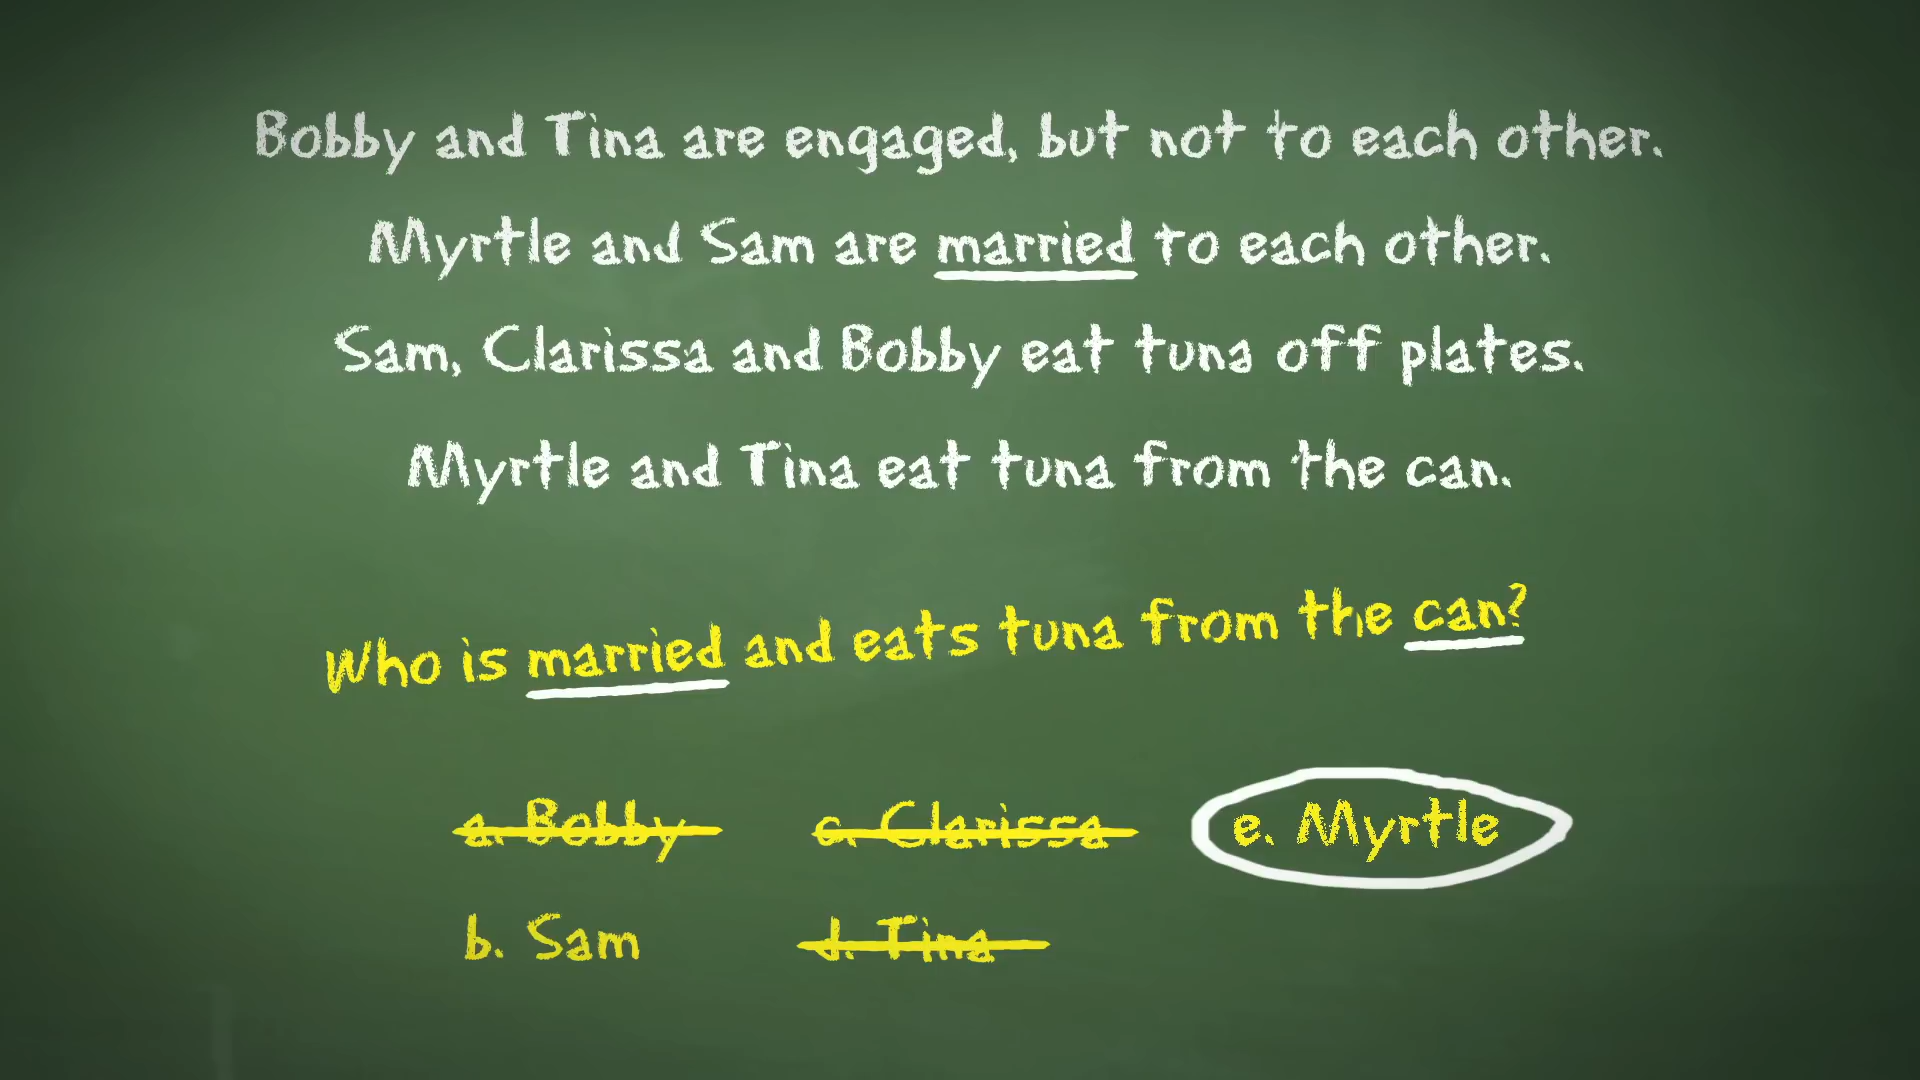 Bobby and Tina are engaged, but not to each other.
Myrtle and Sam are married to each other.
Sam, Clarissa and Bobby eat tuna off plates.
Myrtle and Tina eat tuna from the can.
Who is married and eats tuna from the can?
a. Bobby
b. Sam
c. Clarissa
d. Tina
e. Myrtle